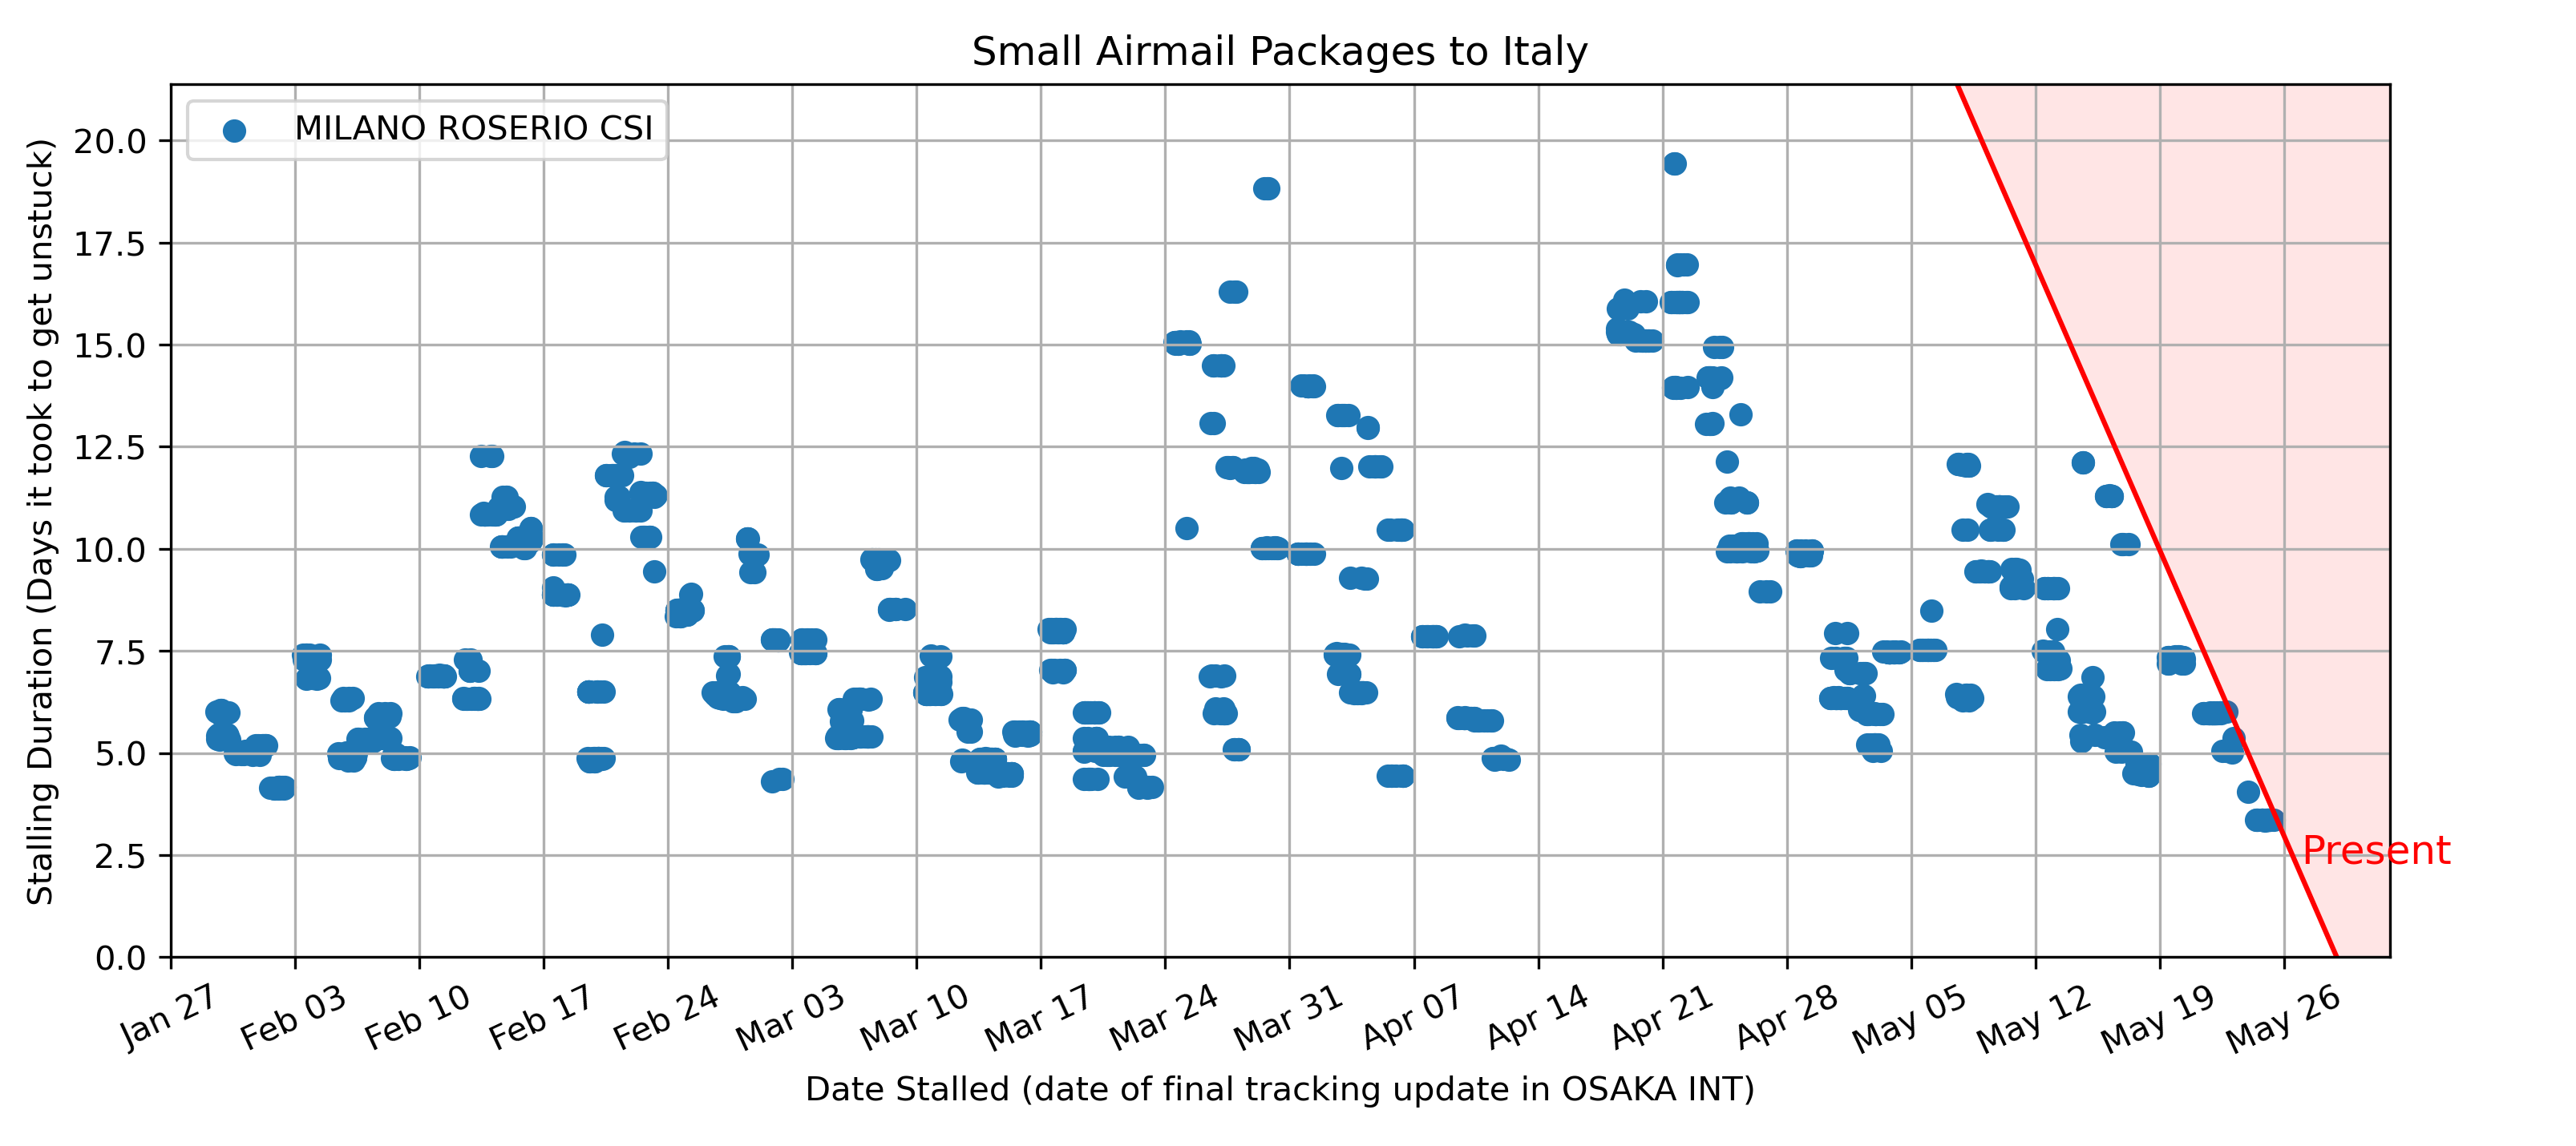 Small Airmail Packages to Italy
MILANO ROSERIO CSI
20.0
17.5
15.0
12.5
10.0
7.5
5.0
2.5
0.0
Stalling Duration (Days it took to get unstuck)
Present
Jan 27
Feb 03
Feb 10
Feb 17
Feb 24
Mar 03
Mar 10
Mar 17
Mar 24
Mar 31
Apr 07
Apr 14
Apr 21
Apr 28
May 05
May 12
May 19
May 26
Date Stalled (date of final tracking update in OSAKA INT)